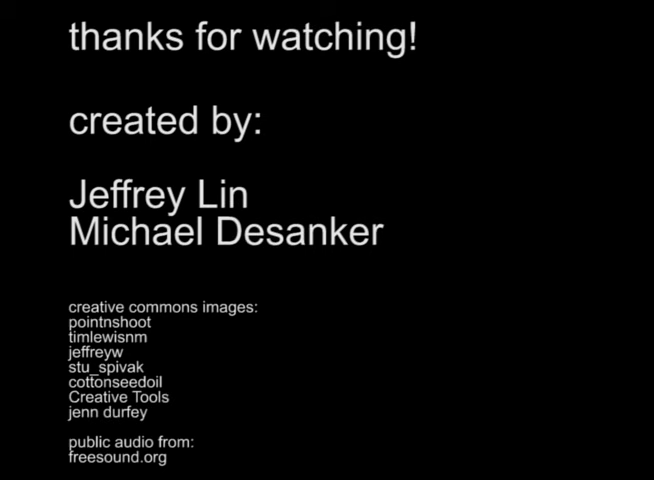 thanks for watching!
created by:
Jeffrey Lin
Michael Desanker
creative commons images:
pointnshoot
timlewisnm
jeffreyw
stu_spivak
cottonseedoil
Creative Tools
jenn durfey
public audio from:
freesound.org